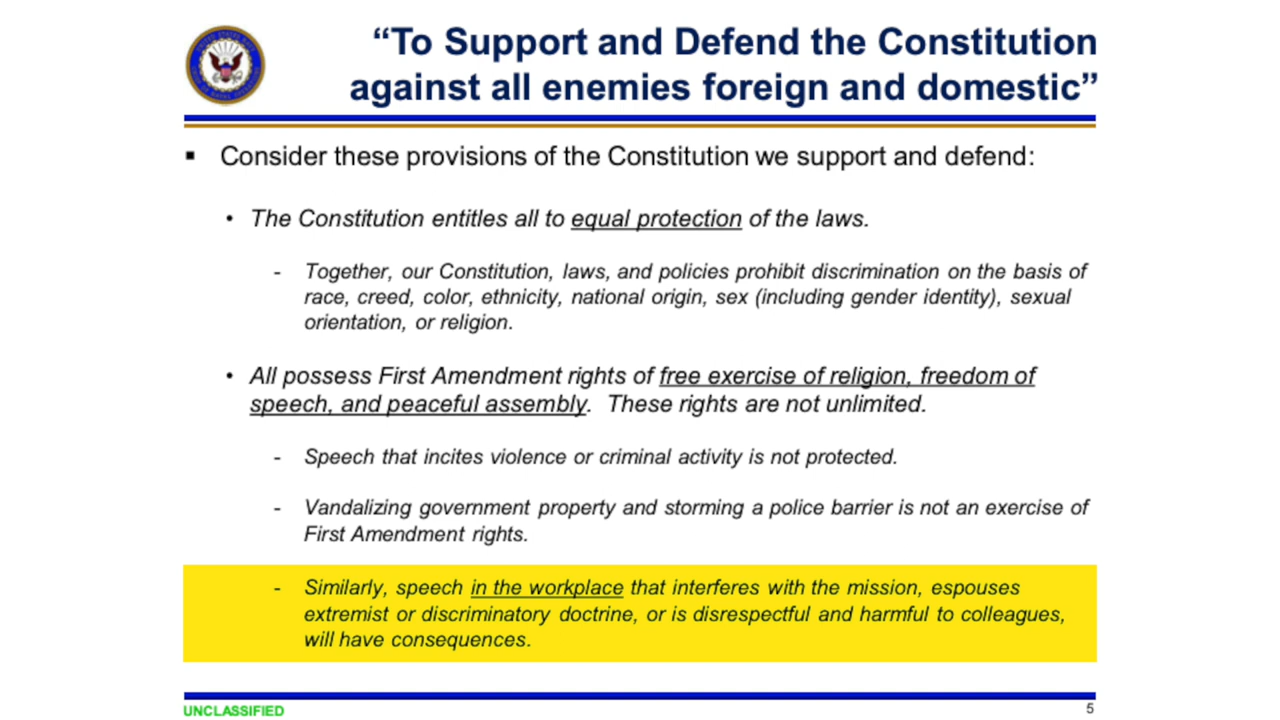 “To Support and Defend the Constitution
against all enemies foreign and domestic”
▪ Consider these provisions of the Constitution we support and defend:
• The Constitution entitles all to equal protection of the laws.
- Together, our Constitution, laws, and policies prohibit discrimination on the basis of
race, creed, color, ethnicity, national origin, sex (including gender identity), sexual
orientation, or religion.
• All possess First Amendment rights of free exercise of religion, freedom of
speech, and peaceful assembly. These rights are not unlimited.
- Speech that incites violence or criminal activity is not protected.
- Vandalizing government property and storming a police barrier is not an exercise of
First Amendment rights.
- Similarly, speech in the workplace that interferes with the mission, espouses
extremist or discriminatory doctrine, or is disrespectful and harmful to colleagues,
will have consequences.
UNCLASSIFIED
5